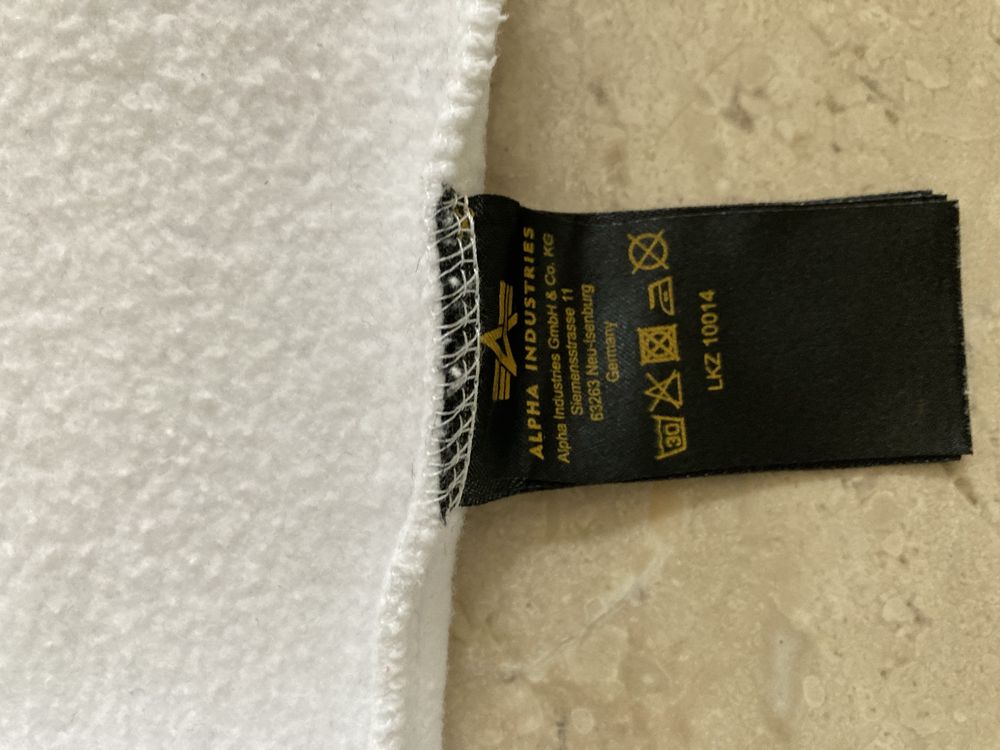 ALPHA INDUSTRIES
Alpha Industries GmbH & Co. KG
Siemensstrasse 11
63263 Neu-Isenburg
Germany
30
LKZ 10014